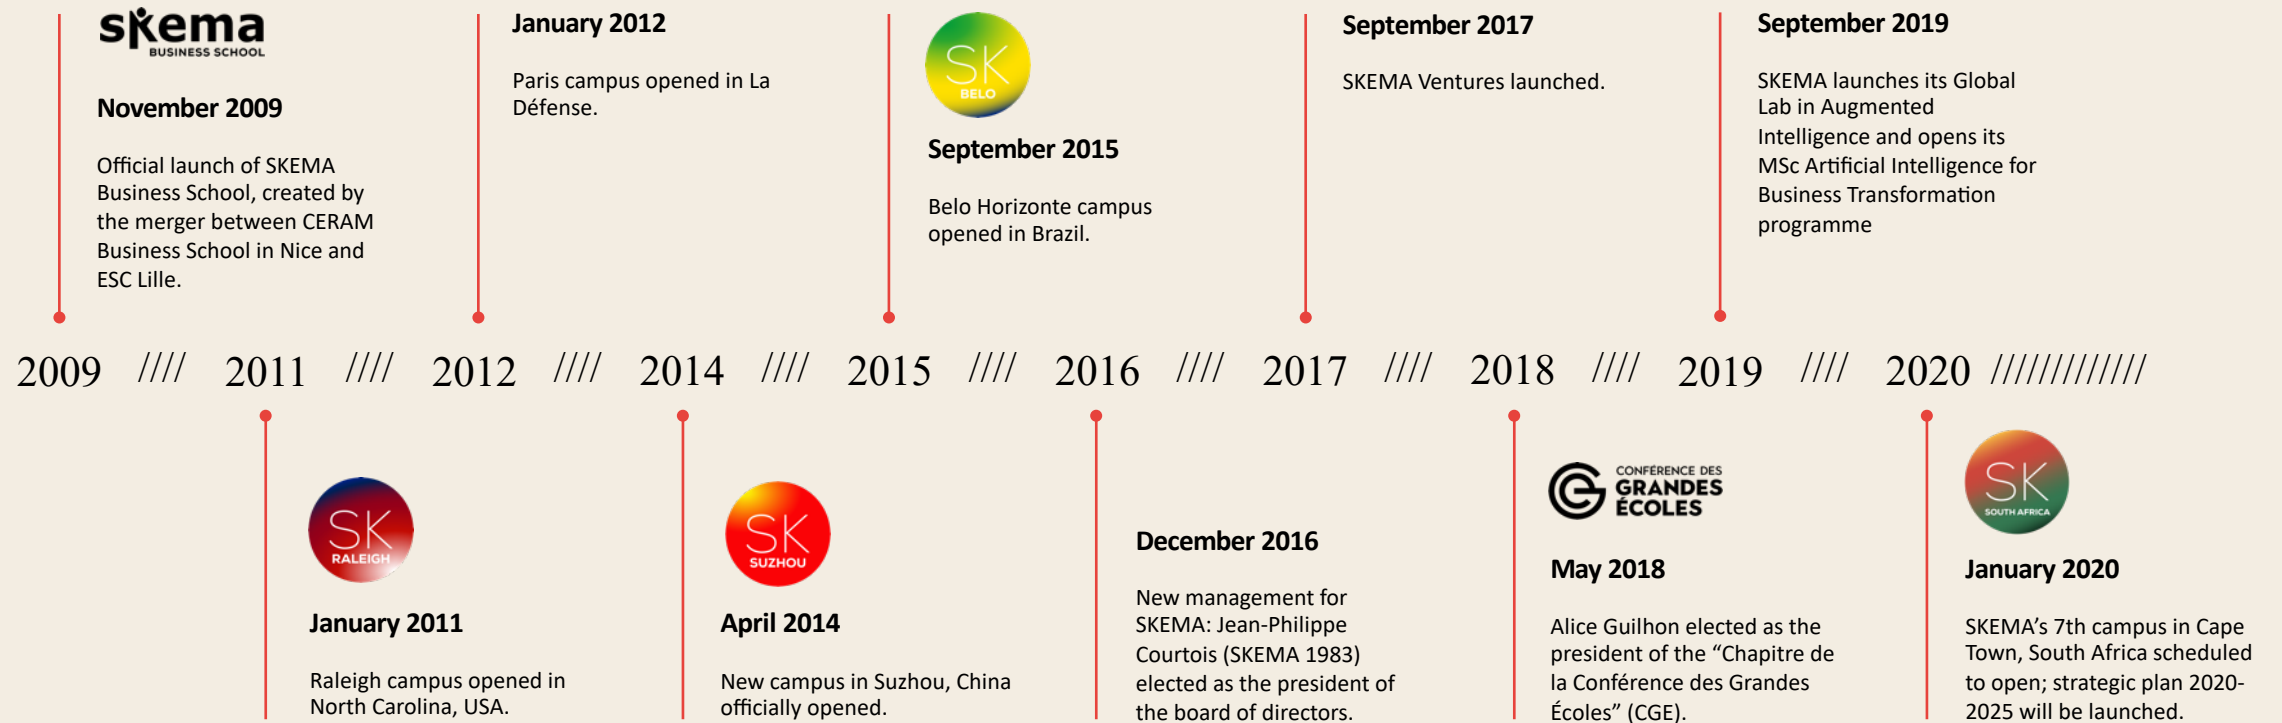 skema
BUSINESS SCHOOL
November 2009
Official launch of SKEMA
Business School, created by
the merger between CERAM
Business School in Nice and
ESC Lille.
January 2012
Paris campus opened in La
Défense.
SK
BELO
September 2015
Belo Horizonte campus
opened in Brazil.
September 2017
SKEMA Ventures launched.
September 2019
SKEMA launches its Global
Lab in Augmented
Intelligence and opens its
MSc Artificial Intelligence for
Business Transformation
programme
2009 //// 2011 //// 2012 //// 2014 //// 2015 //// 2016 //// 2017 //// 2018 //// 2019 //// 2020 /////////////
SK
RALEIGH
January 2011
Raleigh campus opened in
North Carolina, USA.
SK
SUZHOU
April 2014
New campus in Suzhou, China
officially opened.
December 2016
New management for
SKEMA: Jean-Philippe
Courtois (SKEMA 1983)
elected as the president of
the board of directors.
CONFÉRENCE DES
GRANDES
ÉCOLES
May 2018
Alice Guilhon elected as the
president of the “Chapitre de
la Conférence des Grandes
Écoles” (CGE).
SK
SOUTH AFRICA
January 2020
SKEMA’s 7th campus in Cape
Town, South Africa scheduled
to open; strategic plan 2020-
2025 will be launched.